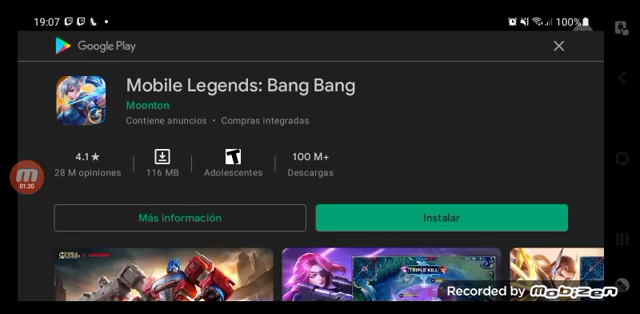 19:07
100%
Google Play
Mobile Legends: Bang Bang
Moonton
Contiene anuncios • Compras integradas
4.1★
28 M opiniones
116 MB
T
Adolescentes
100 M+
Descargas
01:20
Más información
Instalar
TRIPLE KILL
Recorded by Mobizen